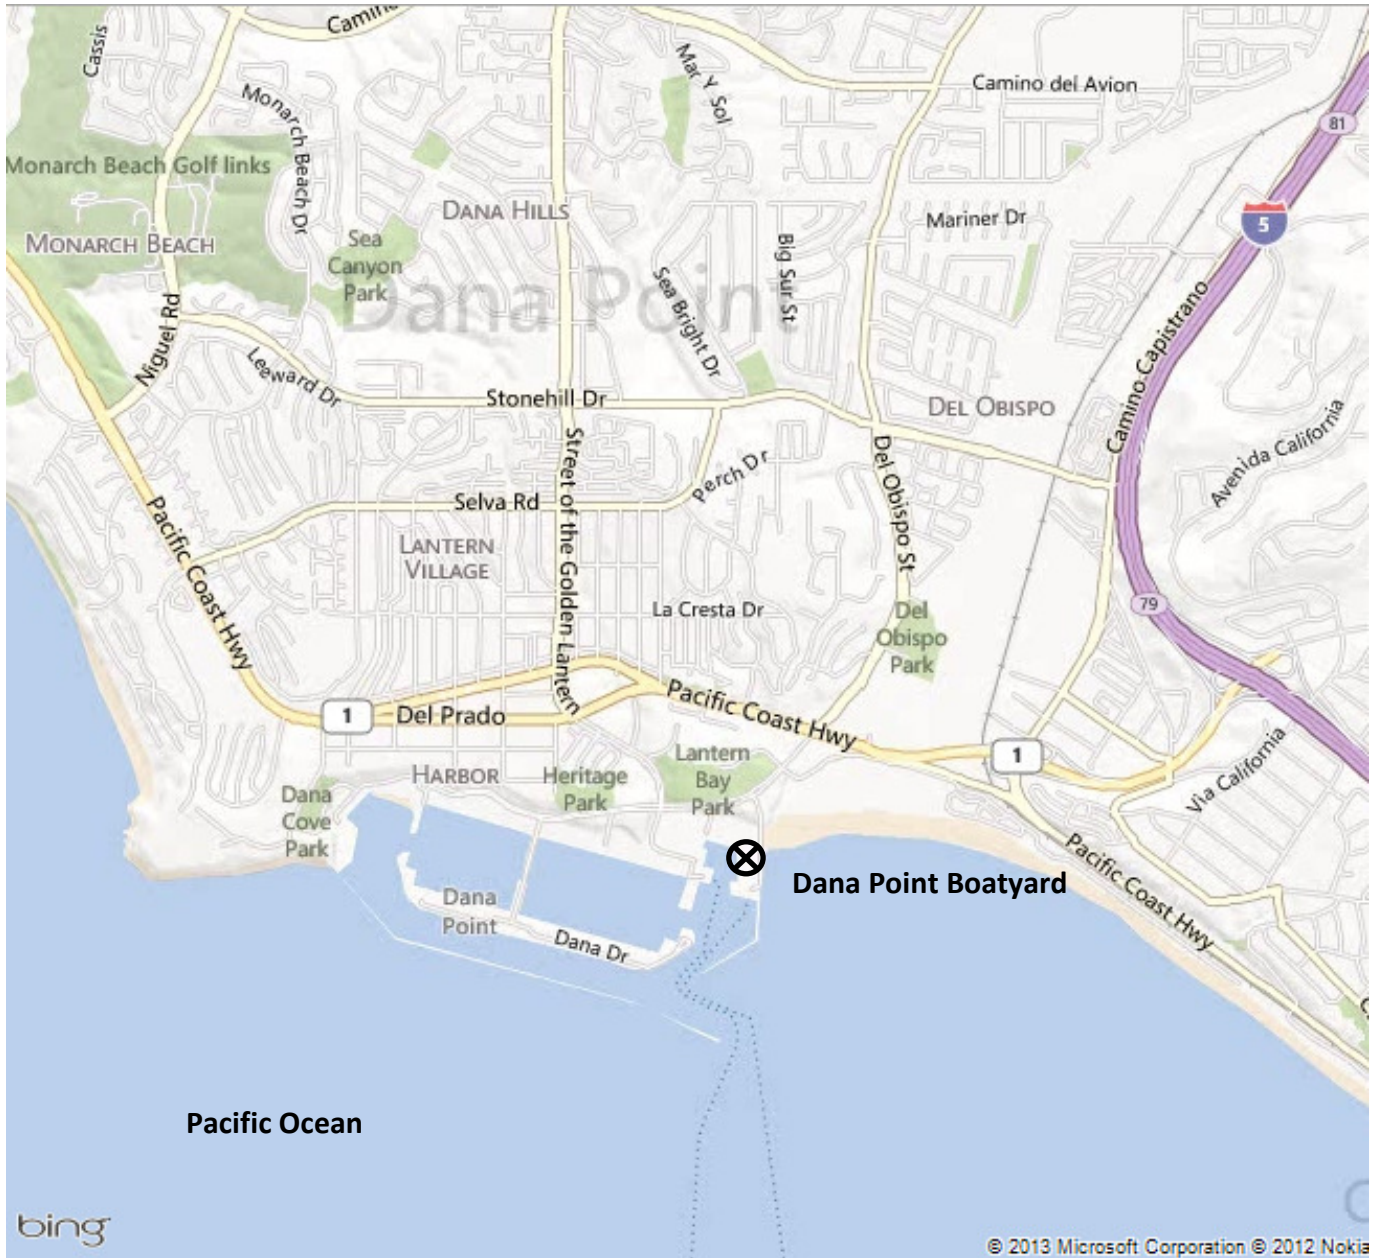 Camino
Cassis
Mar Y Sol
Camino del Avion
Monarch Beach Dr
81
Monarch Beach Golf links
DANA HILLS
Mariner Dr
5
MONARCH BEACH
Sea
Canyon
Park
Big Sur St
Dana Point
Sea Bright Dr
Niguel Rd
Camino Capistrano
Leeward Dr
Stonehill Dr
DEL OBISPO
Avenida California
Street of the Golden Lantern
Perch Dr
Del Obispo St
Selva Rd
Pacific Coast Hwy
LANTERN
VILLAGE
La Cresta Dr
79
Del
Obispo
Park
1
Del Prado
Pacific Coast Hwy
1
Via California
HARBOR
Heritage
Park
Lantern
Bay
Park
Dana
Cove
Park
Pacific Coast Hwy
Dana Point Boatyard
Dana
Point
Dana Dr
Pacific Ocean
bing
© 2013 Microsoft Corporation © 2012 Nokia